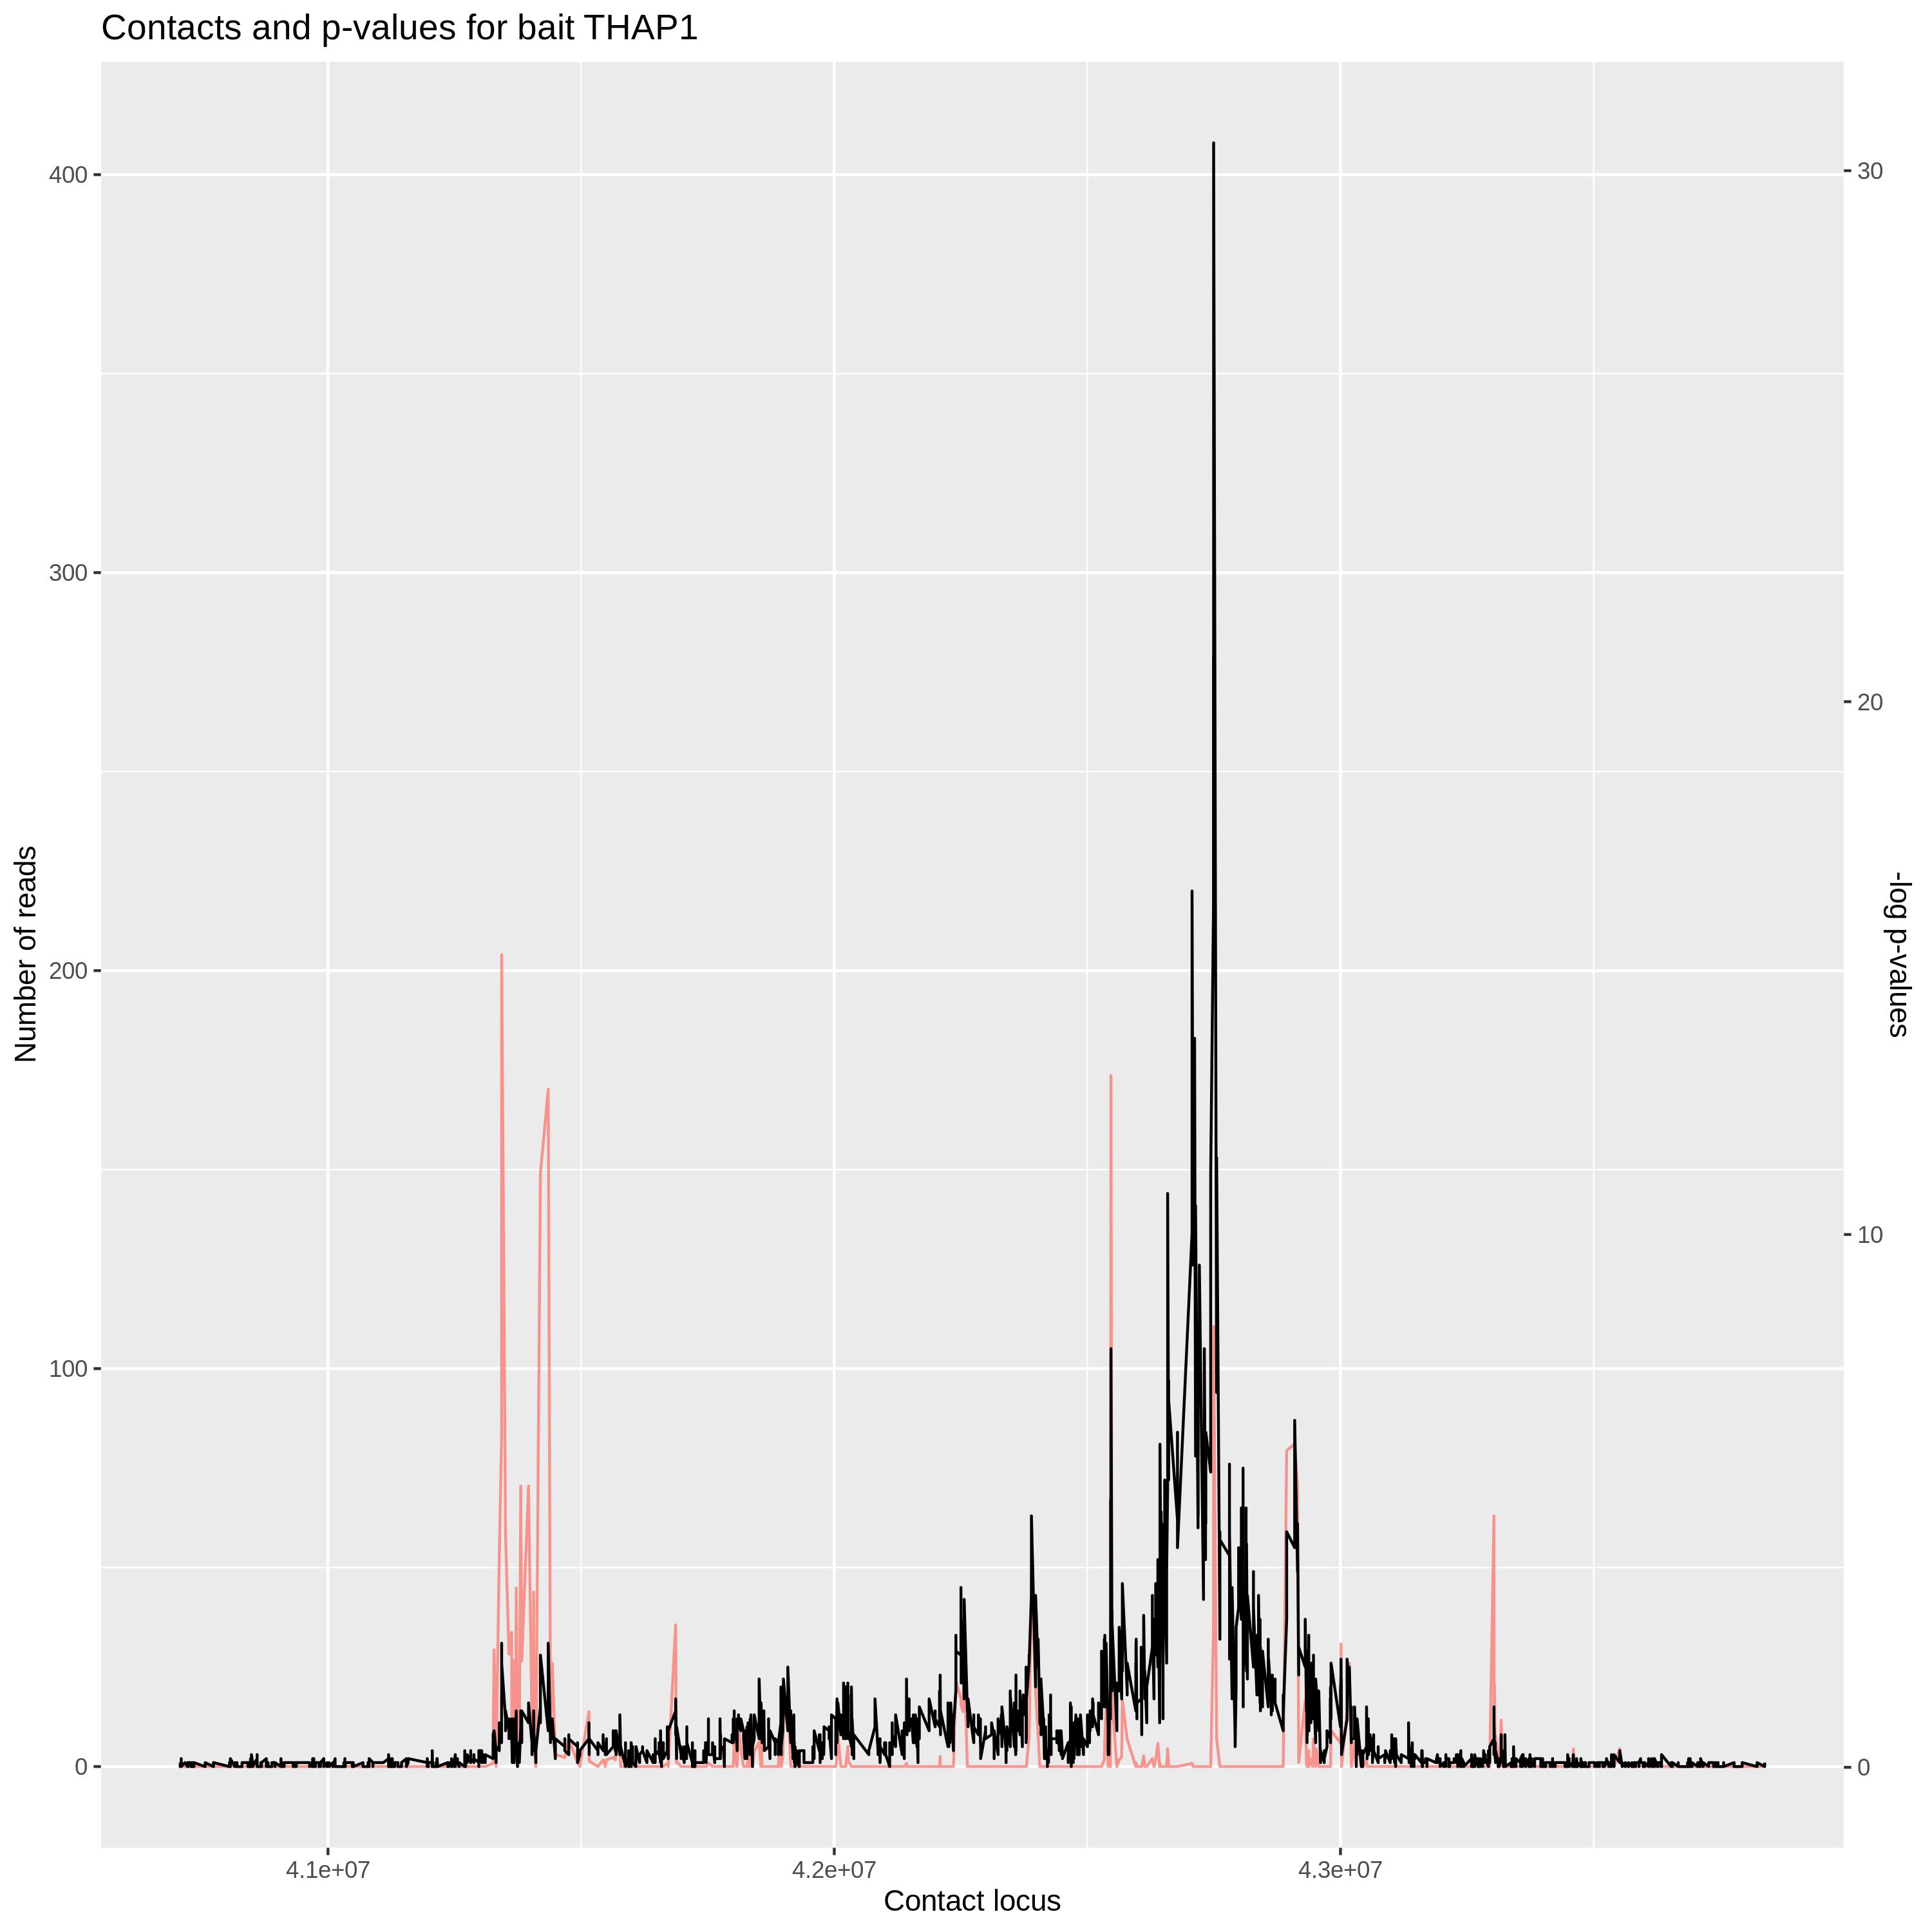 Contacts and p-values for bait THAP1
400
300
200
100
0
30
20
10
0
Number of reads
-log p-values
4.1e+07
4.2e+07
4.3e+07
Contact locus